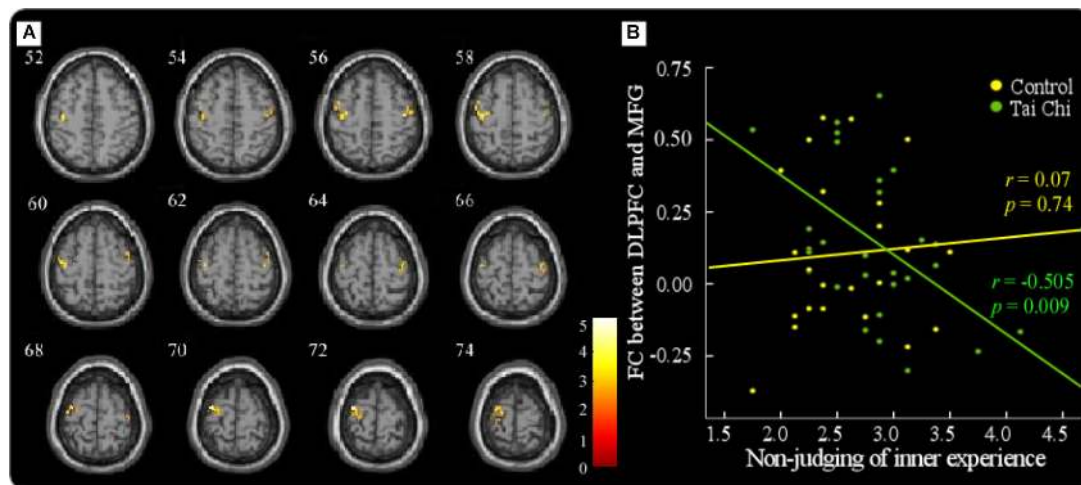 A
52
54
56
58
60
62
64
66
68
70
72
74
5
4
3
2
1
0
B
FC between DLPFC and MFG
0.75
0.50
0.25
0.00
-0.25
Control
Tai Chi
r = 0.07
p = 0.74
r = -0.505
p = 0.009
1.5 2.0 2.5 3.0 3.5 4.0 4.5
Non-judging of inner experience